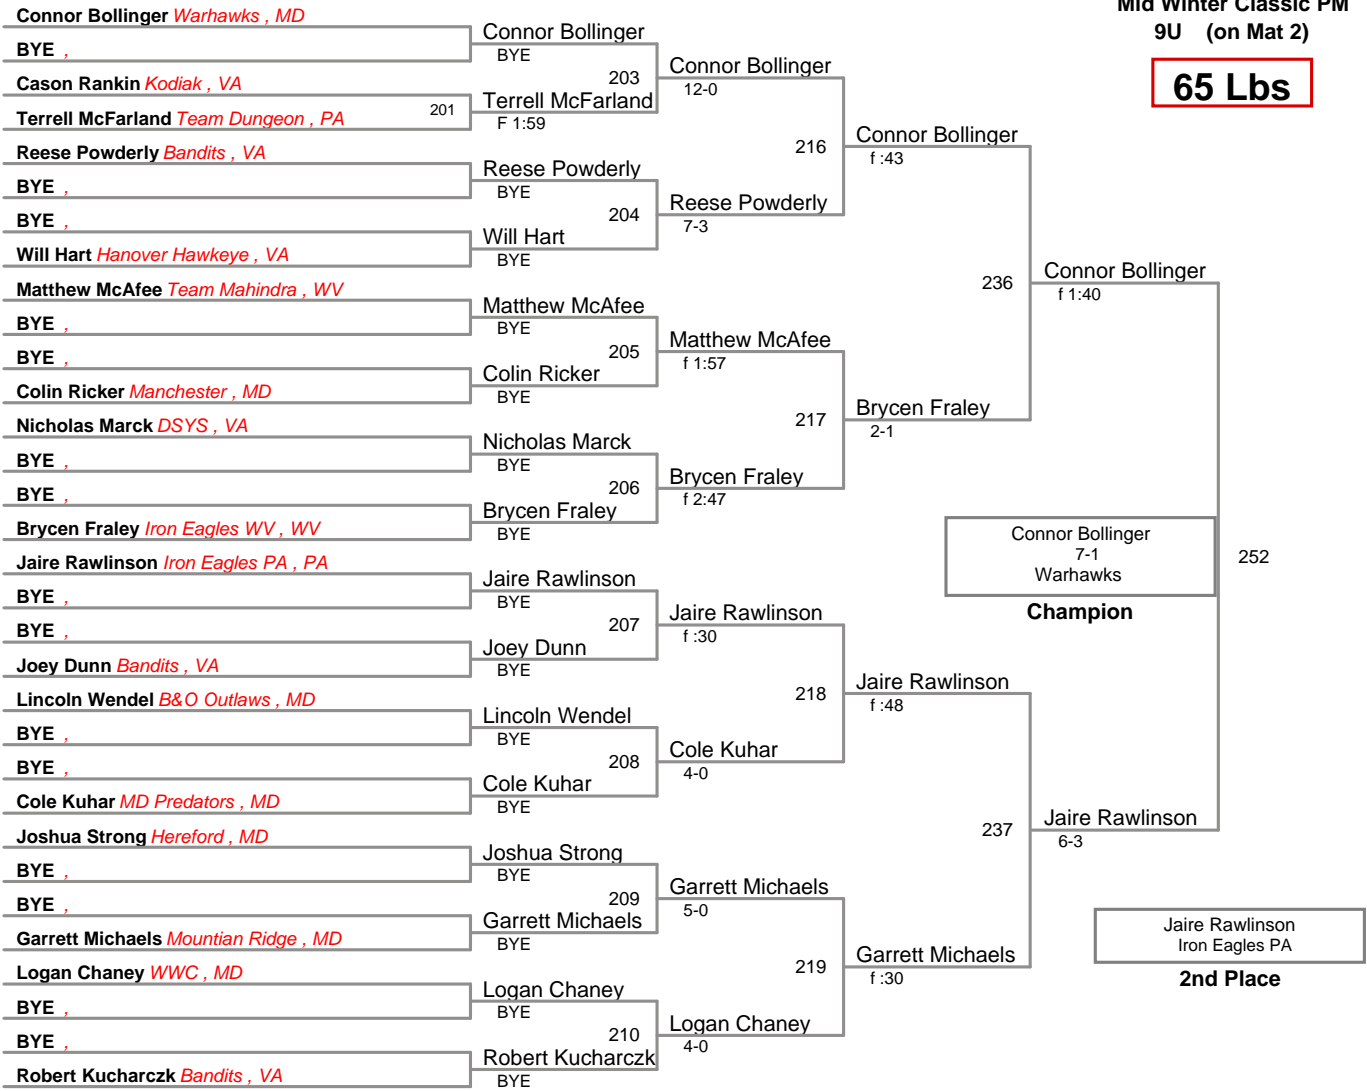 Mid Winter Classic PM
9U (on Mat 2)
65 Lbs
Connor Bollinger Warhawks , MD
BYE ,
Cason Rankin Kodiak , VA
Terrell McFarland Team Dungeon , PA
Reese Powderly Bandits , VA
BYE ,
BYE ,
Will Hart Hanover Hawkeye , VA
Matthew McAfee Team Mahindra , WV
BYE ,
BYE ,
Colin Ricker Manchester , MD
Nicholas Marck DSYS , VA
BYE ,
BYE ,
Brycen Fraley Iron Eagles WV , WV
Jaire Rawlinson Iron Eagles PA , PA
BYE ,
BYE ,
Joey Dunn Bandits , VA
Lincoln Wendel B&O Outlaws , MD
BYE ,
BYE ,
Cole Kuhar MD Predators , MD
Joshua Strong Hereford , MD
BYE ,
BYE ,
Garrett Michaels Mountian Ridge , MD
Logan Chaney WWC , MD
BYE ,
BYE ,
Robert Kucharczk Bandits , VA
201
Connor Bollinger
BYE
203
Terrell McFarland
F 1:59
Reese Powderly
BYE
204
Will Hart
BYE
Matthew McAfee
BYE
205
Colin Ricker
BYE
Nicholas Marck
BYE
206
Brycen Fraley
BYE
Jaire Rawlinson
BYE
207
Joey Dunn
BYE
Lincoln Wendel
BYE
208
Cole Kuhar
BYE
Joshua Strong
BYE
209
Garrett Michaels
BYE
Logan Chaney
BYE
210
Robert Kucharczk
BYE
Connor Bollinger
12-0
216
Reese Powderly
7-3
Matthew McAfee
f 1:57
217
Brycen Fraley
f 2:47
Jaire Rawlinson
f :30
218
Cole Kuhar
4-0
Garrett Michaels
5-0
219
Logan Chaney
4-0
Connor Bollinger
f :43
236
Brycen Fraley
2-1
Jaire Rawlinson
f :48
237
Garrett Michaels
f :30
Connor Bollinger
f 1:40
252
Jaire Rawlinson
6-3
Connor Bollinger
7-1
Warhawks
Champion
Jaire Rawlinson
Iron Eagles PA
2nd Place